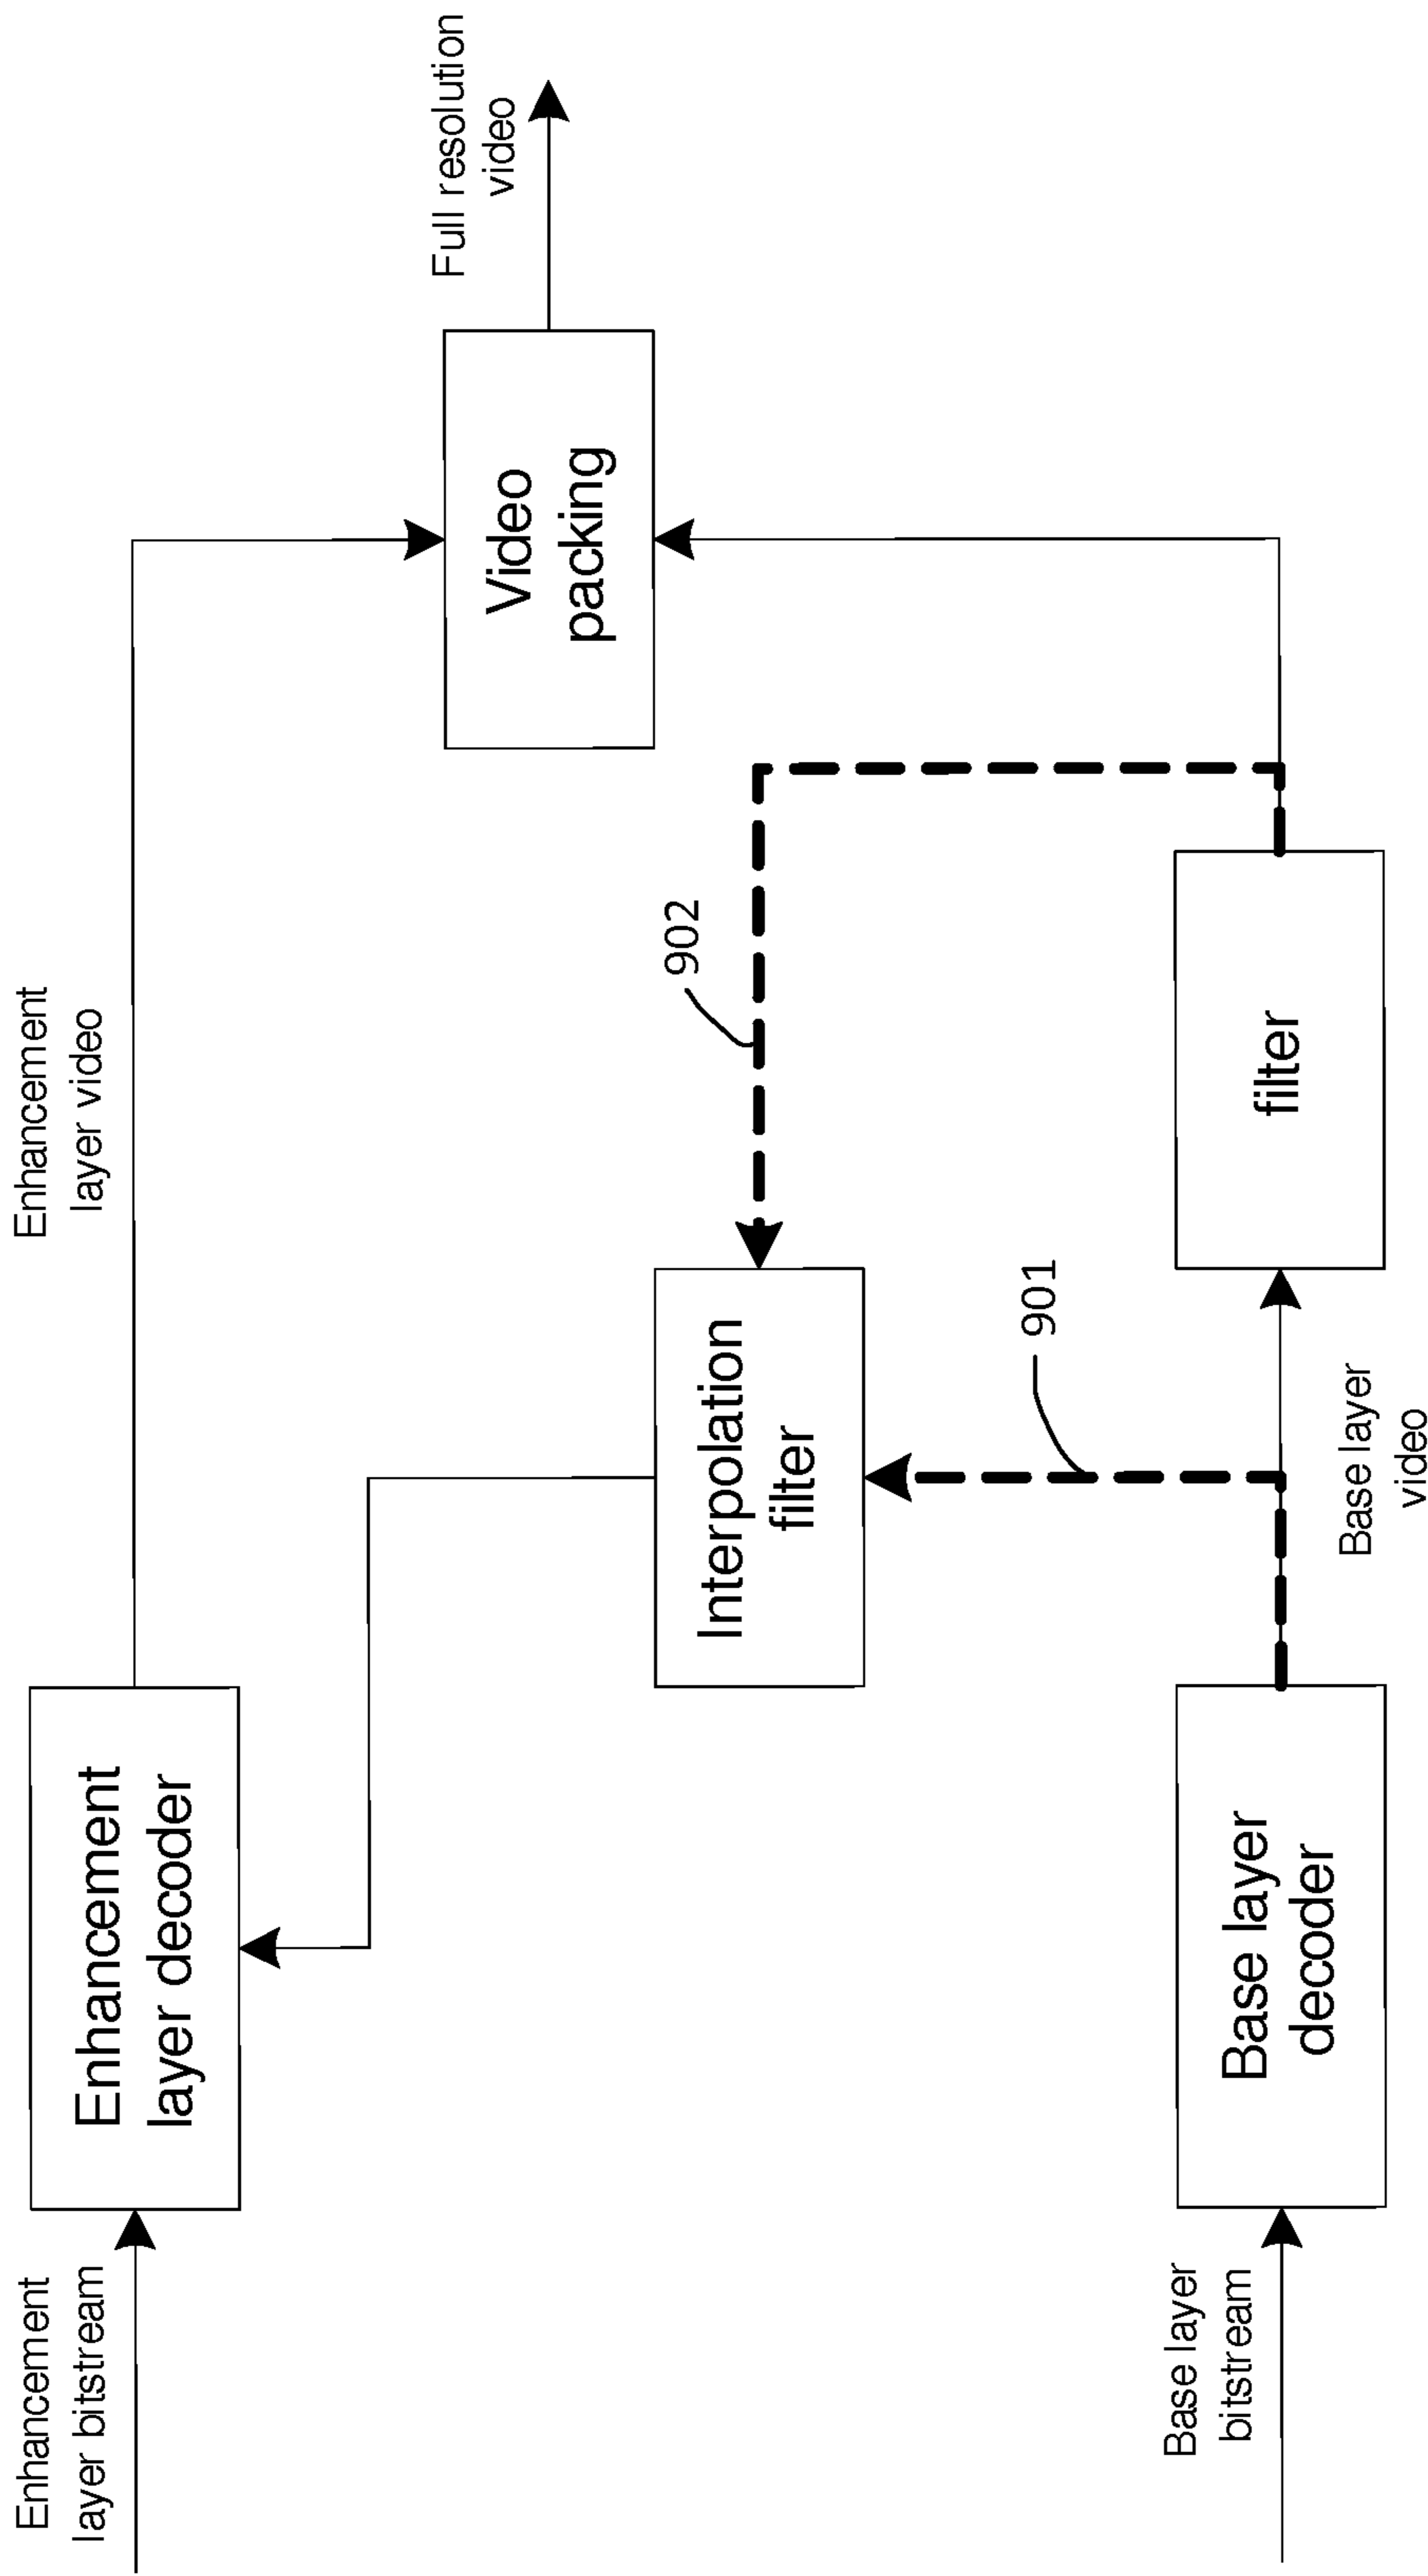 Enhancement
layer bitstream
Enhancement
layer decoder
Enhancement
layer video
Full resolution
video
Video
packing
Interpolation
filter
902
901
Base layer
bitstream
Base layer
decoder
Base layer
video
filter